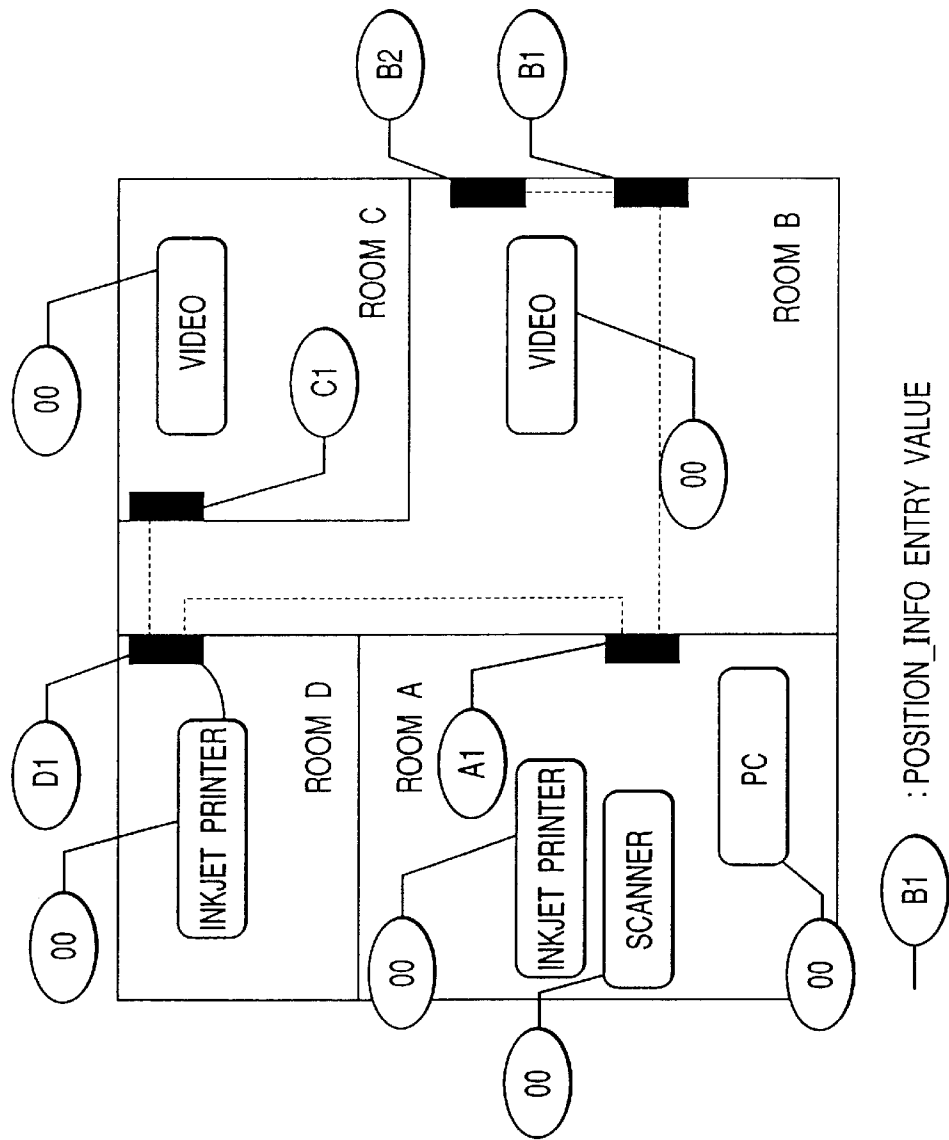 00
D1
00
INKJET PRINTER
VIDEO
ROOM D
C1
ROOM C
B2
00
ROOM A
A1
B1
00
INKJET PRINTER
VIDEO
SCANNER
00
PC
ROOM B
00
B1 : POSITION_INFO ENTRY VALUE